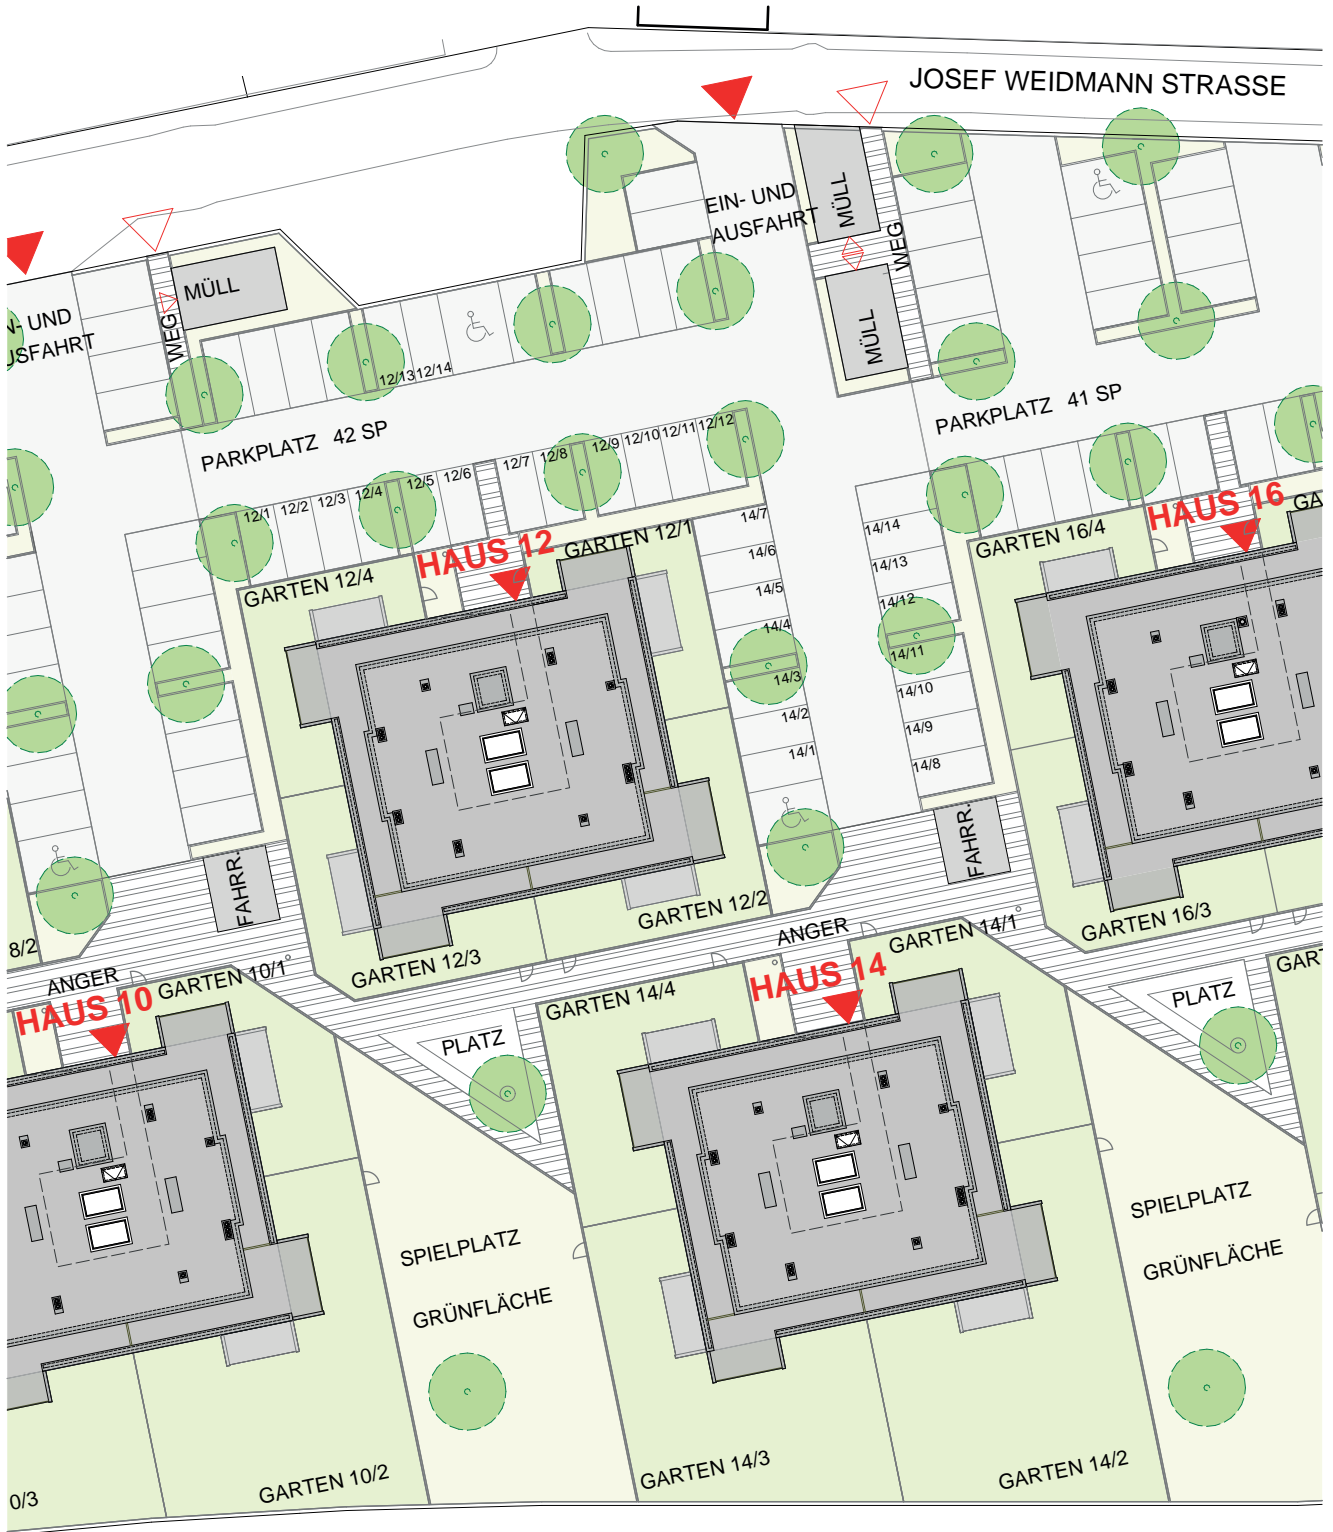 JOSEF WEIDMANN STRASSE
EIN- UND
AUSFAHRT
MÜLL
WEG
MÜLL
MÜLL
WEG
N- UND
USFAHRT
12/13
12/14
PARKPLATZ 42 SP
PARKPLATZ 41 SP
12/1
12/2
12/3
12/4
12/5
12/6
12/7
12/8
12/9
12/10
12/11
12/12
HAUS 12
HAUS 16
GARTEN 12/4
GARTEN 12/1
GARTEN 16/4
GA
14/7
14/6
14/5
14/4
14/3
14/2
14/1
14/14
14/13
14/12
14/11
14/10
14/9
14/8
FAHRR.
FAHRR.
8/2
ANGER
ANGER
GARTEN 12/3
GARTEN 12/2
GARTEN 16/3
GART
GARTEN 10/1
GARTEN 14/1
HAUS 10
HAUS 14
GARTEN 14/4
PLATZ
PLATZ
SPIELPLATZ
GRÜNFLÄCHE
SPIELPLATZ
GRÜNFLÄCHE
0/3
GARTEN 10/2
GARTEN 14/3
GARTEN 14/2